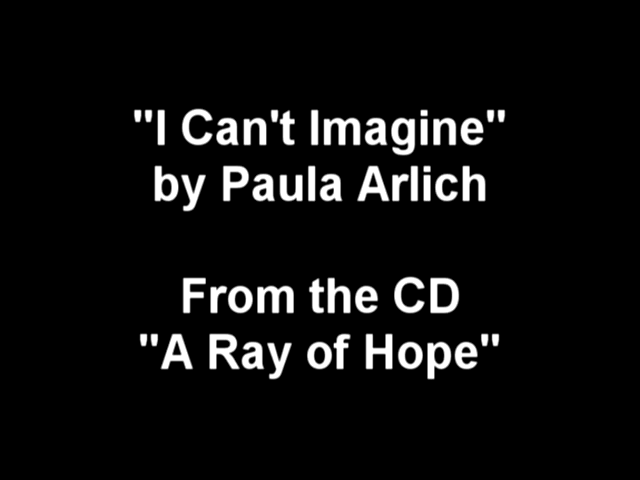 "I Can't Imagine"
by Paula Arlich
From the CD
"A Ray of Hope"